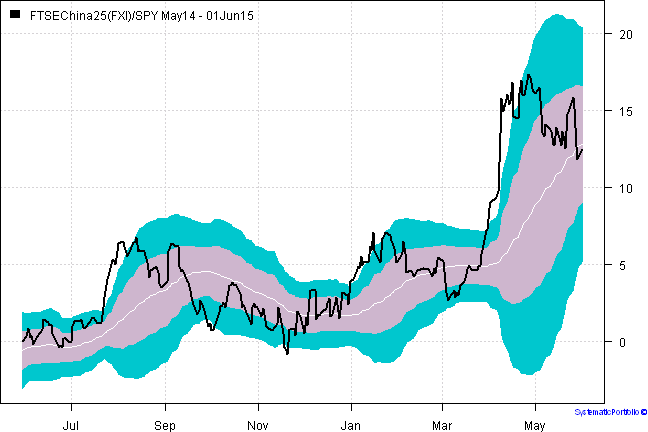 FTSEChina25(FXI)/SPY May14 - 01Jun15
20
15
10
5
0
Jul Sep Nov Jan Mar May
SystematicPortfolio ©